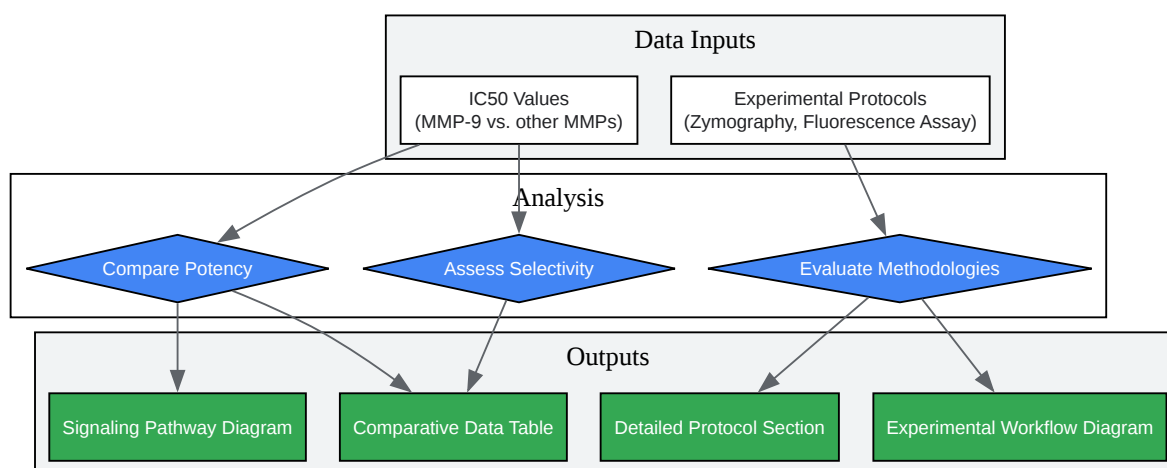 Data Inputs
IC50 Values
(MMP-9 vs. other MMPs)
Experimental Protocols
(Zymography, Fluorescence Assay)
Analysis
Compare Potency
Assess Selectivity
Evaluate Methodologies
Outputs
Signaling Pathway Diagram
Comparative Data Table
Detailed Protocol Section
Experimental Workflow Diagram